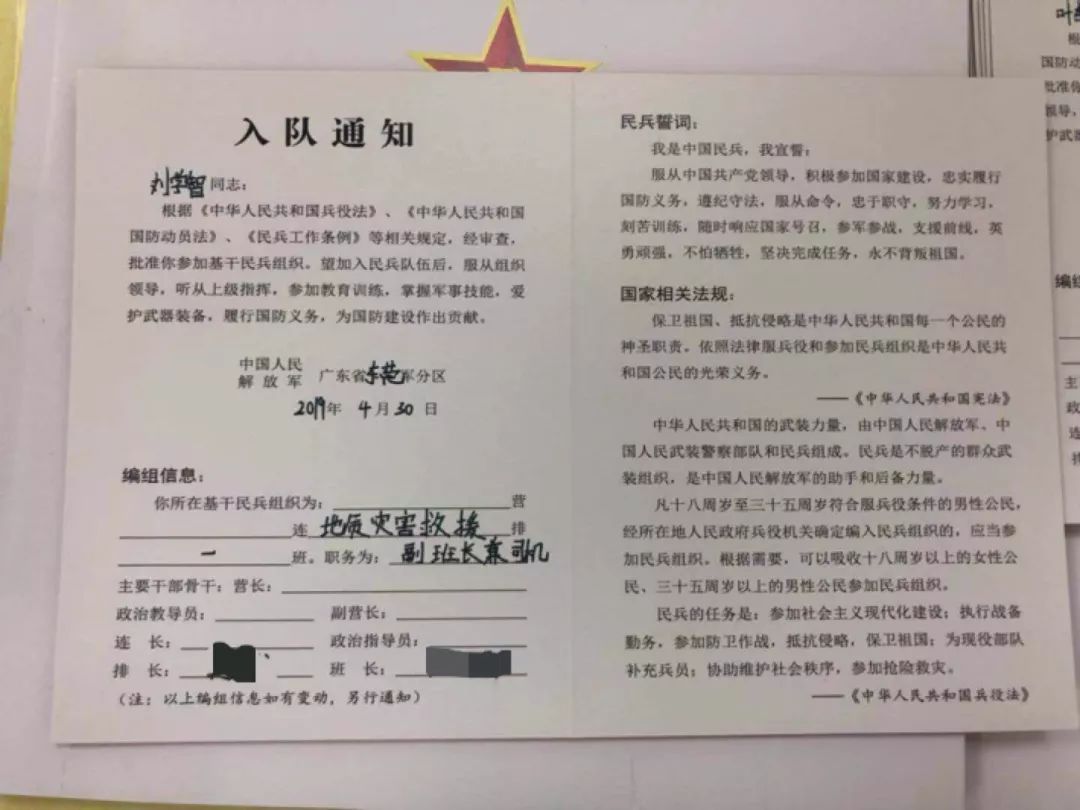 入队通知
刘学智同志：
根据《中华人民共和国兵役法》、《中华人民共和国
国防动员法》、《民兵工作条例》等相关规定，经审查，
批准你参加基干民兵组织。望加入民兵队伍后，服从组织
领导，听从上级指挥，参加教育训练，掌握军事技能，爱
护武器装备，履行国防义务，为国防建设作出贡献。
中国人民
解放军 广东省东莞军分区
2019年 4月30日
编组信息：
你所在基干民兵组织为：营
连 地质灾害救援 排
一 班。职务为：副班长兼司机
主要干部骨干：营长：
政治教导员： 副营长：
连 长： 政治指导员：
排 长： 班 长：
（注：以上编组信息如有变动，另行通知）
民兵誓词：
我是中国民兵，我宣誓：
服从中国共产党领导，积极参加国家建设，忠实履行
国防义务，遵纪守法，服从命令，忠于职守，努力学习，
刻苦训练，随时响应国家号召，参军参战，支援前线，英
勇顽强，不怕牺牲，坚决完成任务，永不背叛祖国。
国家相关法规：
保卫祖国、抵抗侵略是中华人民共和国每一个公民的
神圣职责。依照法律服兵役和参加民兵组织是中华人民共
和国公民的光荣义务。
——《中华人民共和国宪法》
中华人民共和国的武装力量，由中国人民解放军、中
国人民武装警察部队和民兵组成。民兵是不脱产的群众武
装组织，是中国人民解放军的助手和后备力量。
凡十八周岁至三十五周岁符合服兵役条件的男性公民，
经所在地人民政府兵役机关确定编入民兵组织的，应当参
加民兵组织。根据需要，可以吸收十八周岁以上的女性公
民、三十五周岁以上的男性公民参加民兵组织。
民兵的任务是：参加社会主义现代化建设；执行战备
勤务，参加防卫作战，抵抗侵略，保卫祖国；为现役部队
补充兵员；协助维护社会秩序，参加抢险救灾。
——《中华人民共和国兵役法》
叶
根
国防动
批准你
领导，
护武器
编组
主
政
连
排